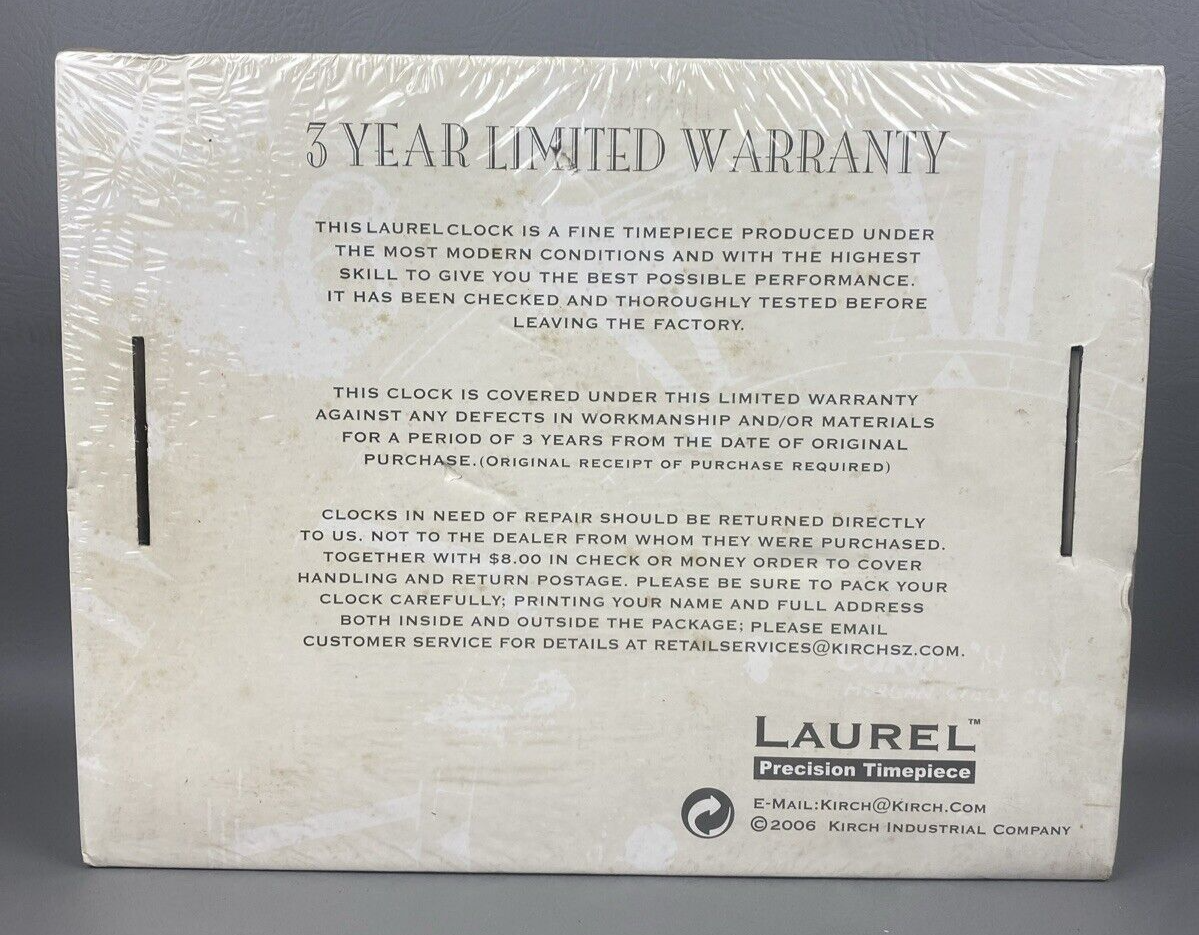 3 YEAR LIMITED WARRANTY
THIS LAUREL CLOCK IS A FINE TIMEPIECE PRODUCED UNDER
THE MOST MODERN CONDITIONS AND WITH THE HIGHEST
SKILL TO GIVE YOU THE BEST POSSIBLE PERFORMANCE.
IT HAS BEEN CHECKED AND THOROUGHLY TESTED BEFORE
LEAVING THE FACTORY.
THIS CLOCK IS COVERED UNDER THIS LIMITED WARRANTY
AGAINST ANY DEFECTS IN WORKMANSHIP AND/OR MATERIALS
FOR A PERIOD OF 3 YEARS FROM THE DATE OF ORIGINAL
PURCHASE.(ORIGINAL RECEIPT OF PURCHASE REQUIRED)
CLOCKS IN NEED OF REPAIR SHOULD BE RETURNED DIRECTLY
TO US. NOT TO THE DEALER FROM WHOM THEY WERE PURCHASED.
TOGETHER WITH $8.00 IN CHECK OR MONEY ORDER TO COVER
HANDLING AND RETURN POSTAGE. PLEASE BE SURE TO PACK YOUR
CLOCK CAREFULLY; PRINTING YOUR NAME AND FULL ADDRESS
BOTH INSIDE AND OUTSIDE THE PACKAGE; PLEASE EMAIL
CUSTOMER SERVICE FOR DETAILS AT RETAILSERVICES@KIRCHSZ.COM.
LAUREL™
Precision Timepiece
E-MAIL:KIRCH@KIRCH.COM
©2006 KIRCH INDUSTRIAL COMPANY